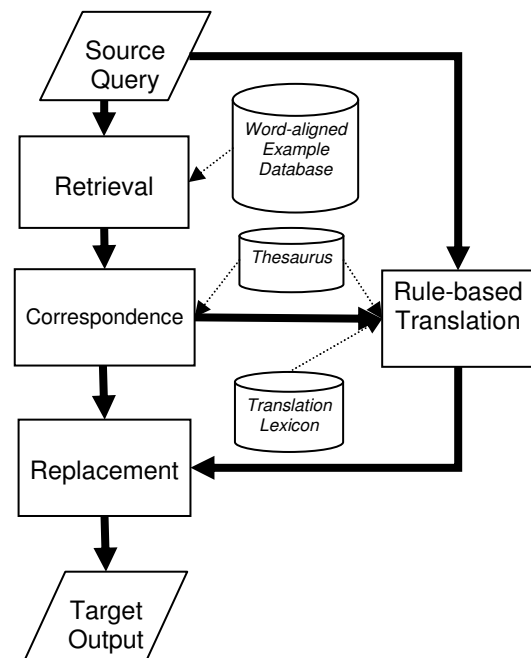 Source
Query
Word-aligned
Example
Database
Retrieval
Thesaurus
Correspondence
Rule-based
Translation
Translation
Lexicon
Replacement
Target
Output